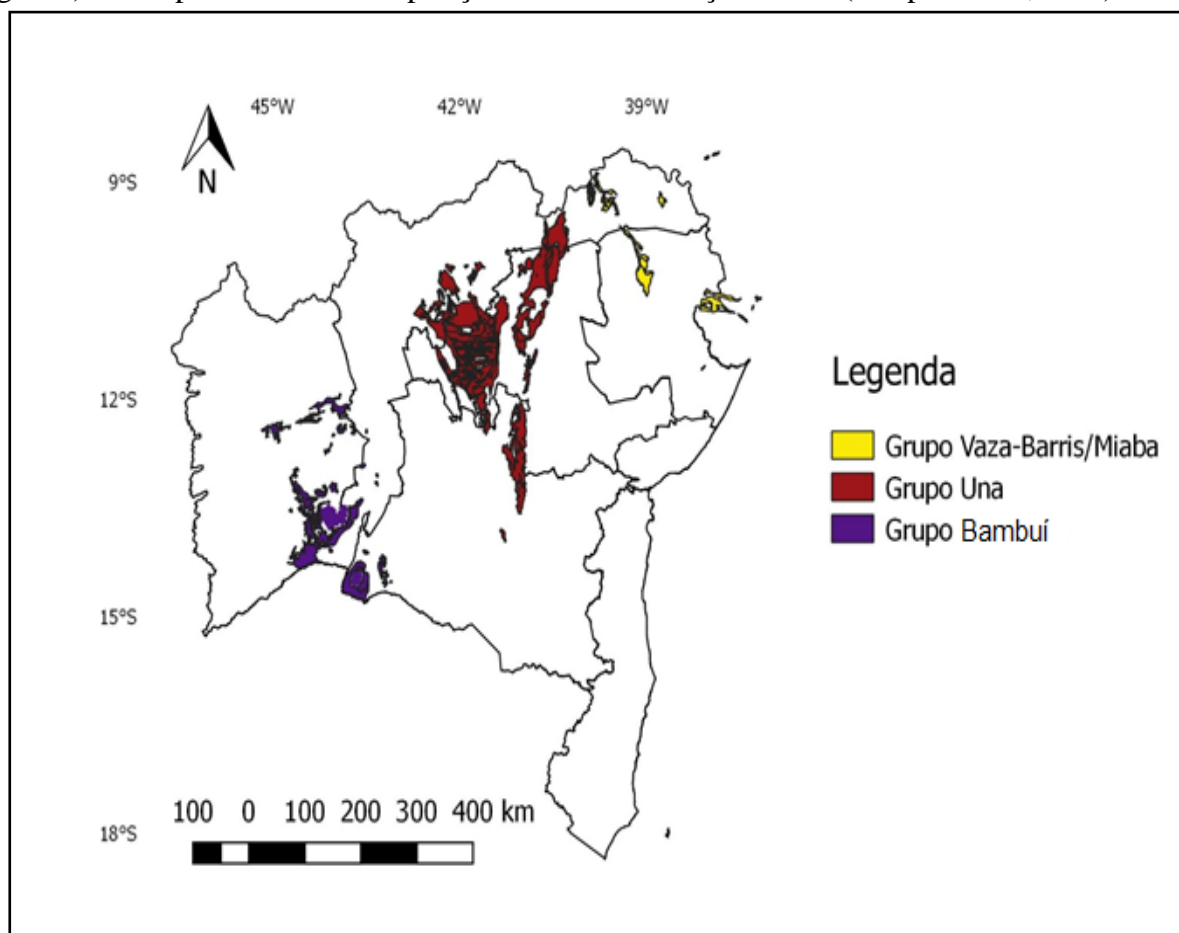 45°W 42°W 39°W
N
9°S
12°S
15°S
18°S
Legenda
Grupo Vaza-Barris/Miaba
Grupo Una
Grupo Bambuí
100 0 100 200 300 400 km